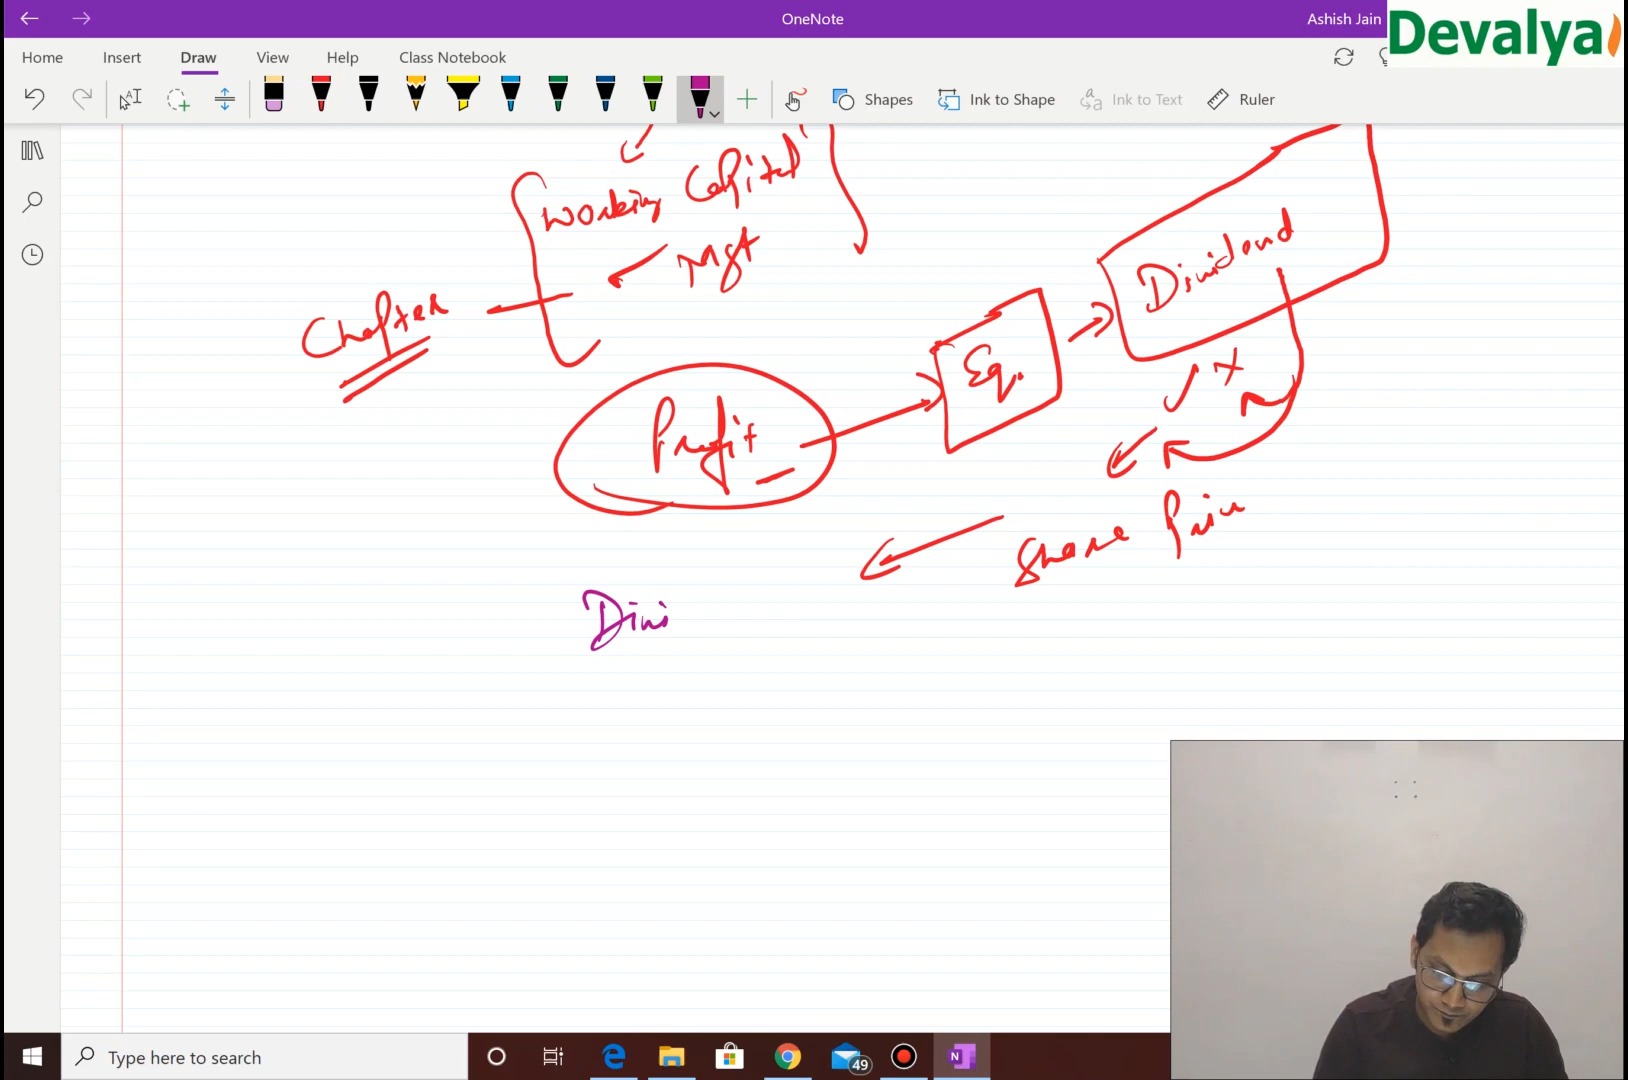 OneNote
Ashish Jain
Devalya
Home Insert Draw View Help Class Notebook
Shapes Ink to Shape Ink to Text Ruler
Working Capital
Mgt
Chapter
Dividend
Eq.
Profit
Share Price
Divi
Type here to search
49
N